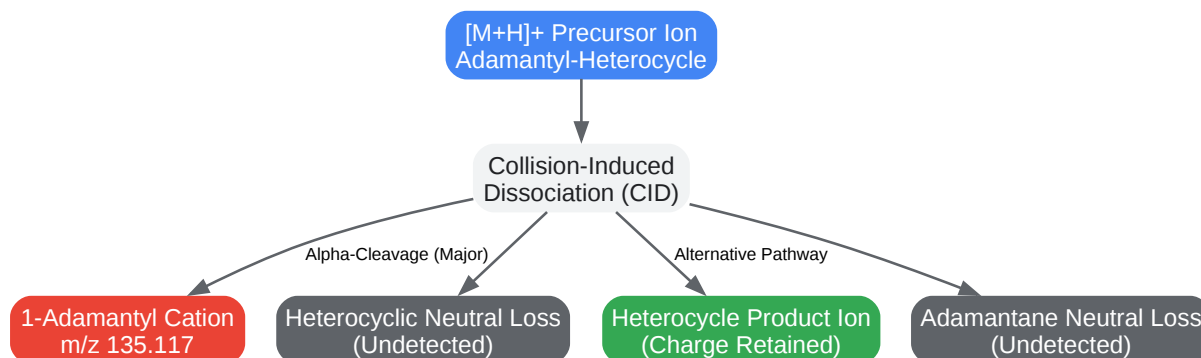 [M+H]+ Precursor Ion
Adamantyl-Heterocycle
Collision-Induced
Dissociation (CID)
Alpha-Cleavage (Major)
Alternative Pathway
1-Adamantyl Cation
m/z 135.117
Heterocyclic Neutral Loss
(Undetected)
Heterocycle Product Ion
(Charge Retained)
Adamantane Neutral Loss
(Undetected)